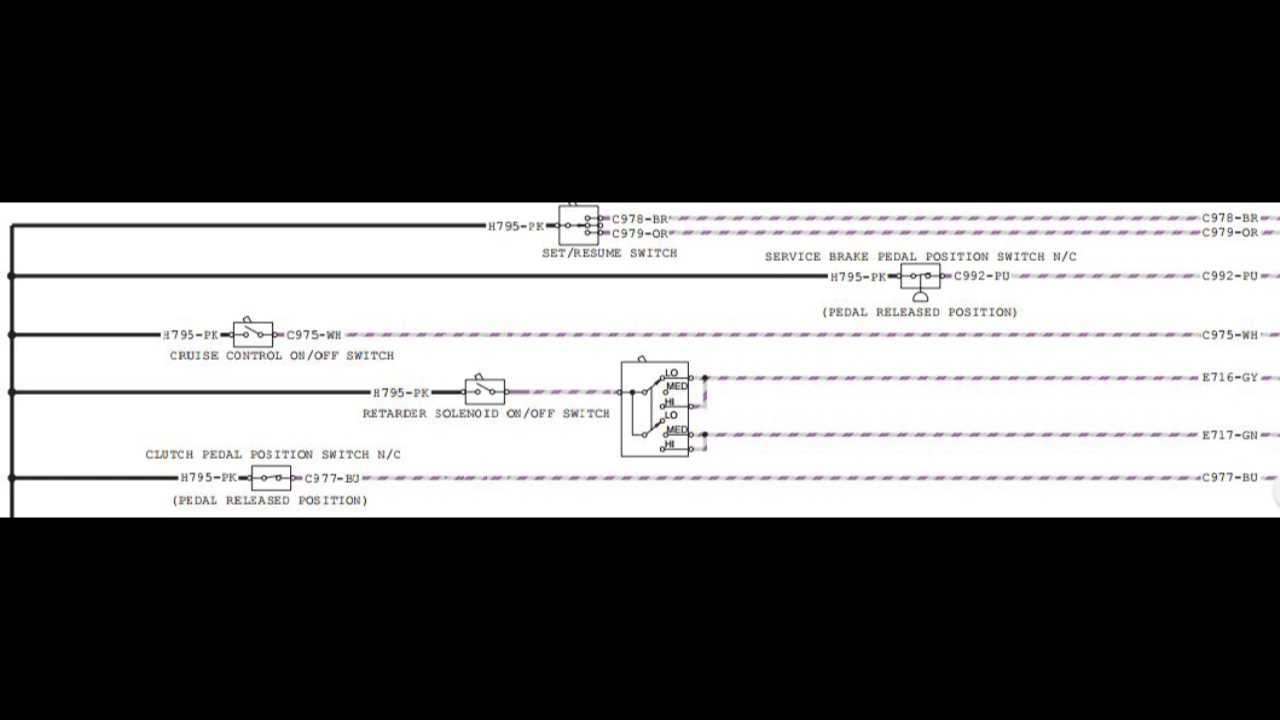 H795-PK
C978-BR
C978-BR
C979-OR
C979-OR
SET/RESUME SWITCH
SERVICE BRAKE PEDAL POSITION SWITCH N/C
H795-PK
C992-PU
C992-PU
(PEDAL RELEASED POSITION)
H795-PK
C975-WH
C975-WH
CRUISE CONTROL ON/OFF SWITCH
H795-PK
RETARDER SOLENOID ON/OFF SWITCH
LO
MED
HI
LO
MED
HI
E716-GY
E717-GN
CLUTCH PEDAL POSITION SWITCH N/C
H795-PK
C977-BU
C977-BU
(PEDAL RELEASED POSITION)